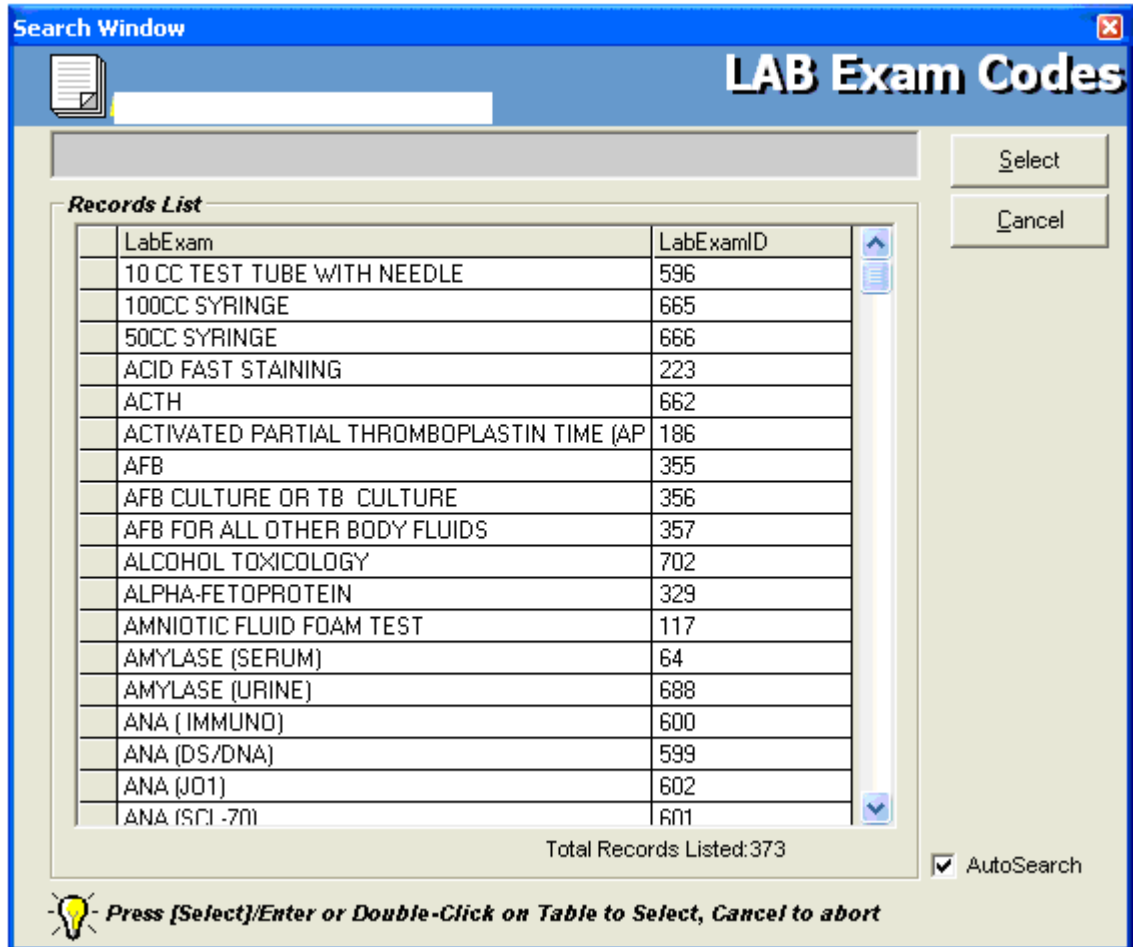 Search Window
LAB Exam Codes
Select
Cancel
Records List
LabExam LabExamID
10 CC TEST TUBE WITH NEEDLE 596
100CC SYRINGE 665
50CC SYRINGE 666
ACID FAST STAINING 223
ACTH 662
ACTIVATED PARTIAL THROMBOPLASTIN TIME (AP 186
AFB 355
AFB CULTURE OR TB  CULTURE 356
AFB FOR ALL OTHER BODY FLUIDS 357
ALCOHOL TOXICOLOGY 702
ALPHA-FETOPROTEIN 329
AMNIOTIC FLUID FOAM TEST 117
AMYLASE (SERUM) 64
AMYLASE (URINE) 688
ANA ( IMMUNO) 600
ANA (DS/DNA) 599
ANA (JO1) 602
ANA (SCL-70) 601
Total Records Listed:373
AutoSearch
Press [Select]/Enter or Double-Click on Table to Select, Cancel to abort